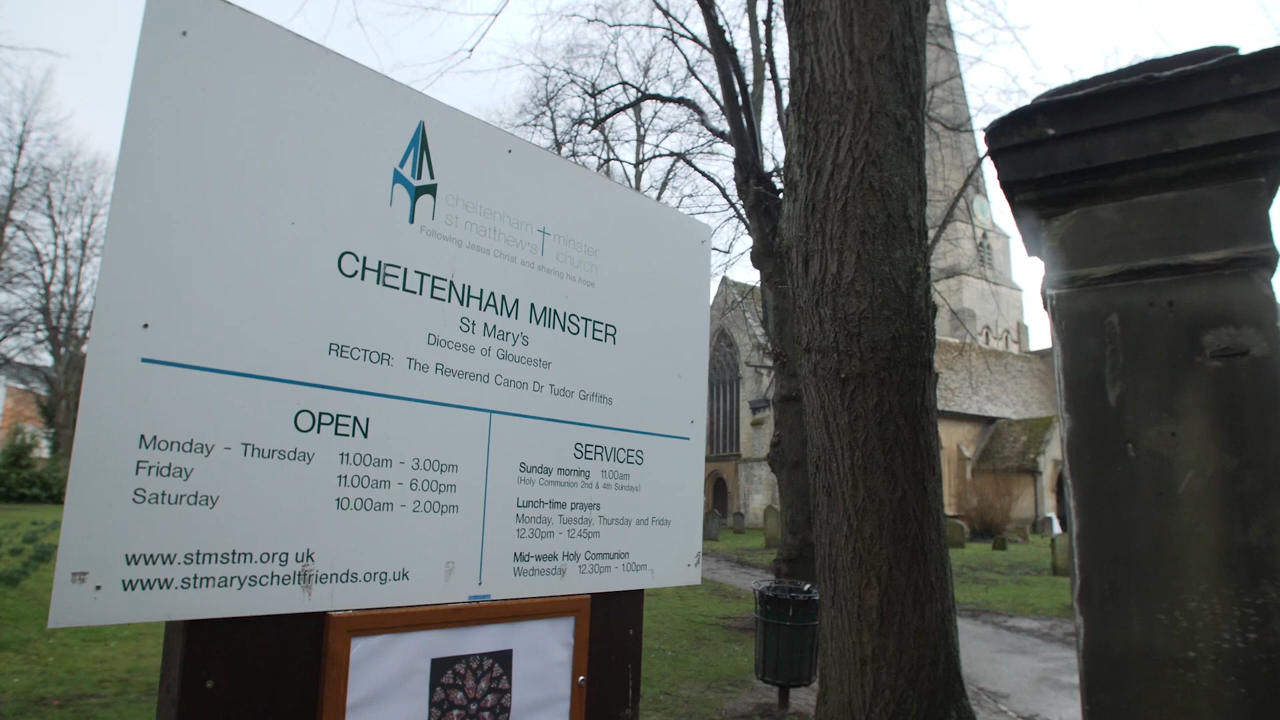 cheltenham minster
st matthew's church
Following Jesus Christ and sharing his hope
CHELTENHAM MINSTER
St Mary's
Diocese of Gloucester
RECTOR: The Reverend Canon Dr Tudor Griffiths
OPEN
Monday - Thursday 11.00am - 3.00pm
Friday 11.00am - 6.00pm
Saturday 10.00am - 2.00pm
www.stmstm.org uk
www.stmaryscheltfriends.org.uk
SERVICES
Sunday morning 11.00am
(Holy Communion 2nd & 4th Sundays)
Lunch-time prayers
Monday, Tuesday, Thursday and Friday
12.30pm - 12.45pm
Mid-week Holy Communion
Wednesday 12.30pm - 1.00pm